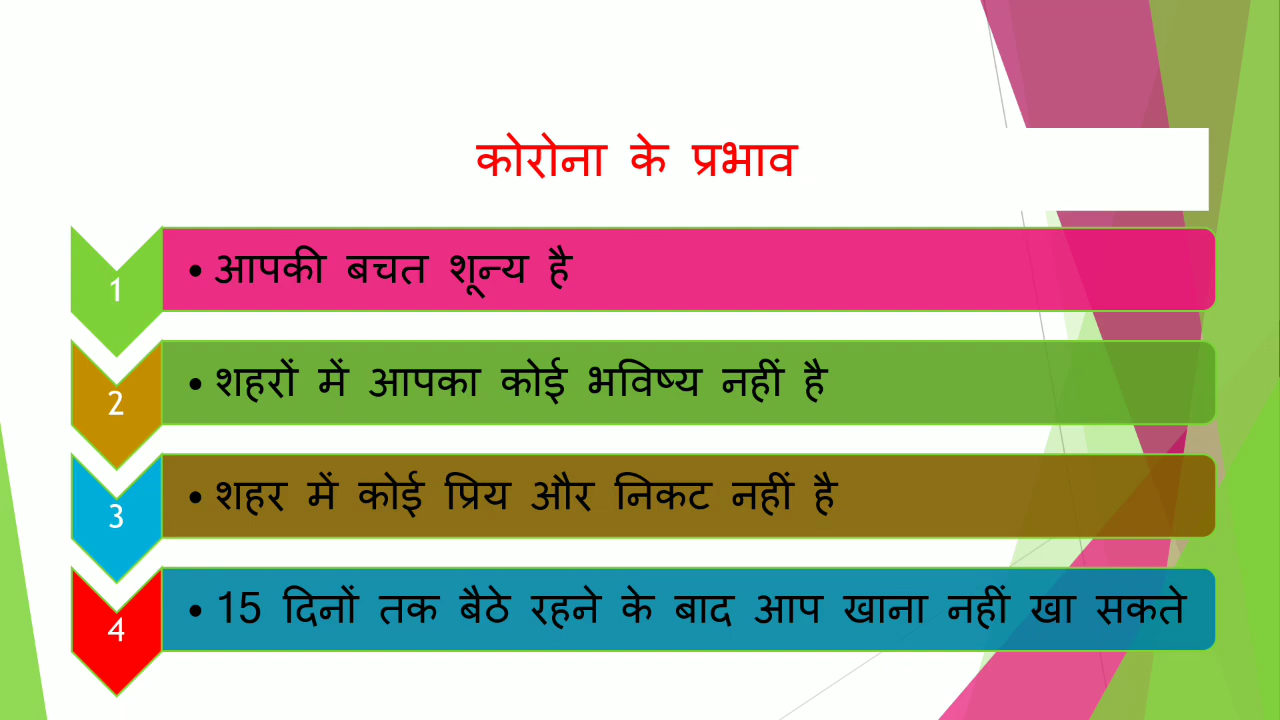 कोरोना के प्रभाव
1
• आपकी बचत शून्य है
2
• शहरों में आपका कोई भविष्य नहीं है
3
• शहर में कोई प्रिय और निकट नहीं है
4
• 15 दिनों तक बैठे रहने के बाद आप खाना नहीं खा सकते